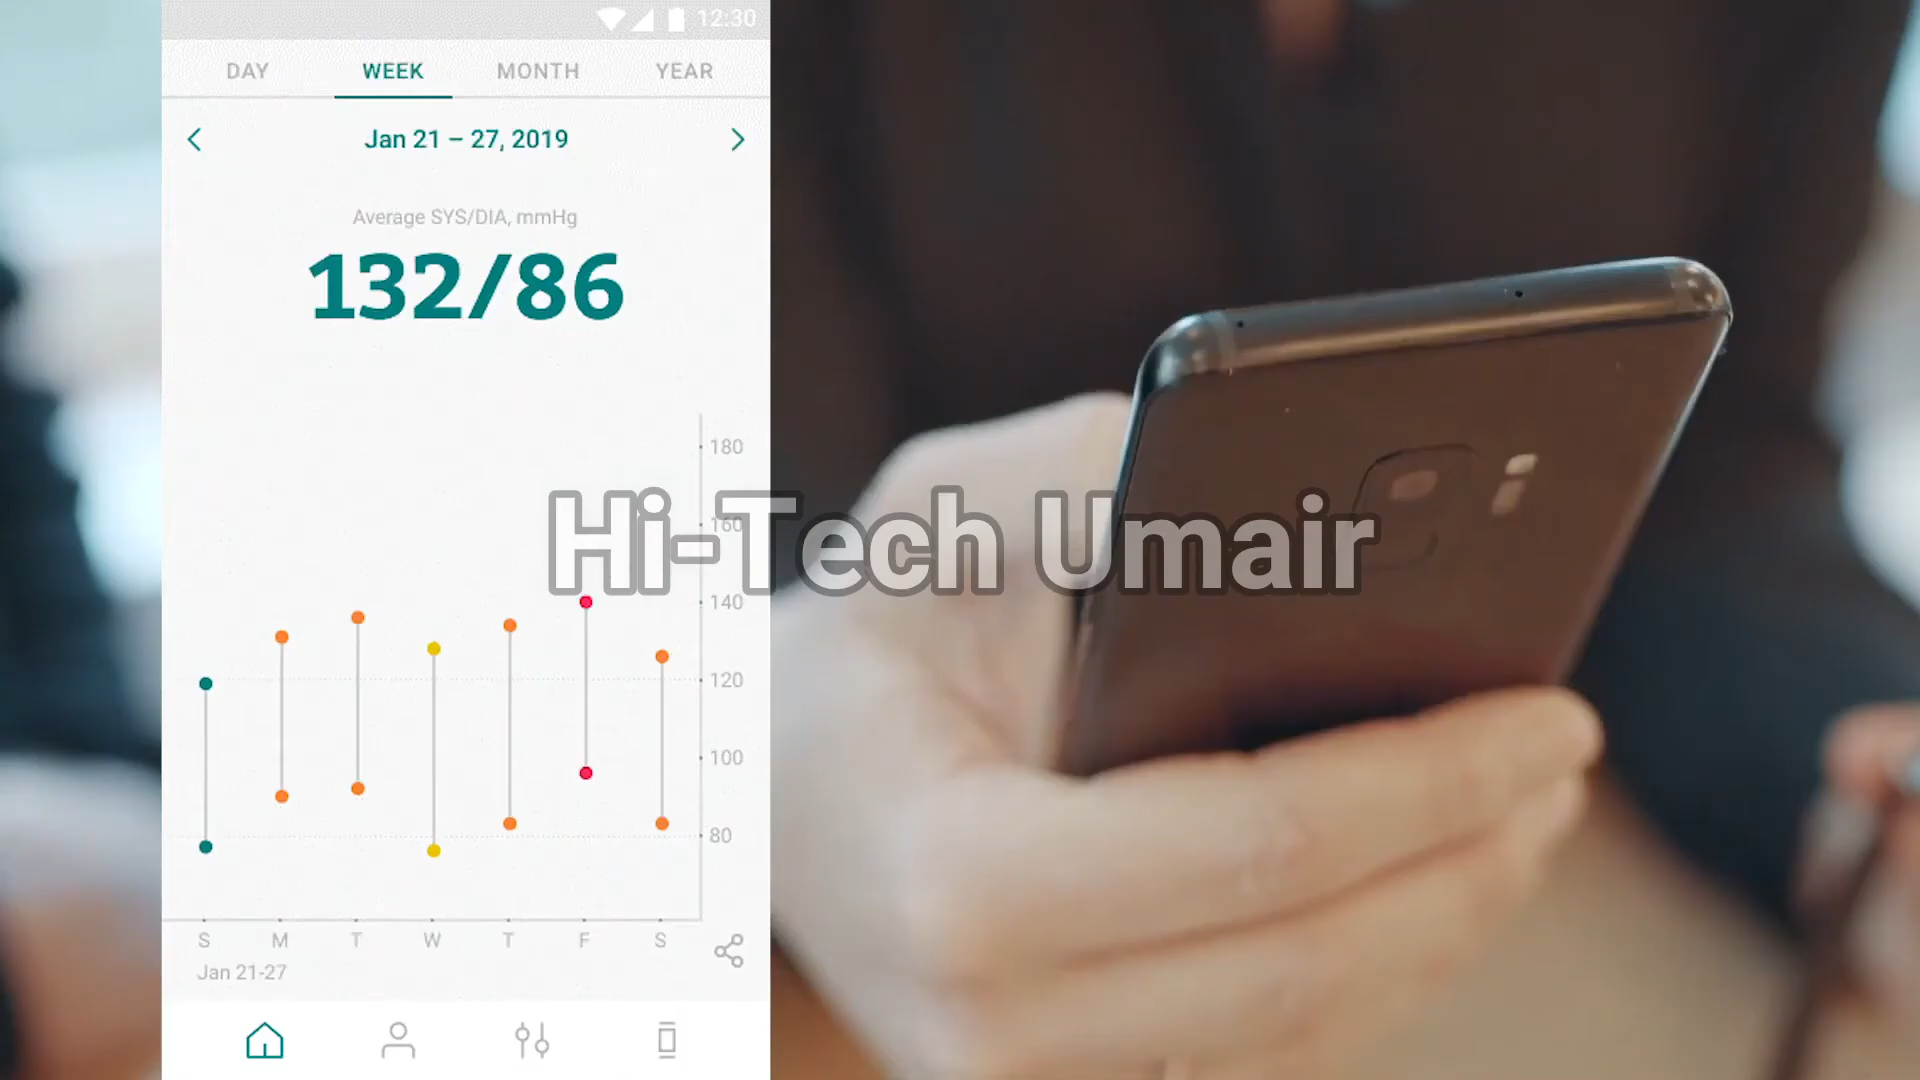 12:30
DAY WEEK MONTH YEAR
Jan 21 – 27, 2019
Average SYS/DIA, mmHg
132/86
180
160
Hi-Tech Umair
140
120
100
80
S M T W T F S
Jan 21-27